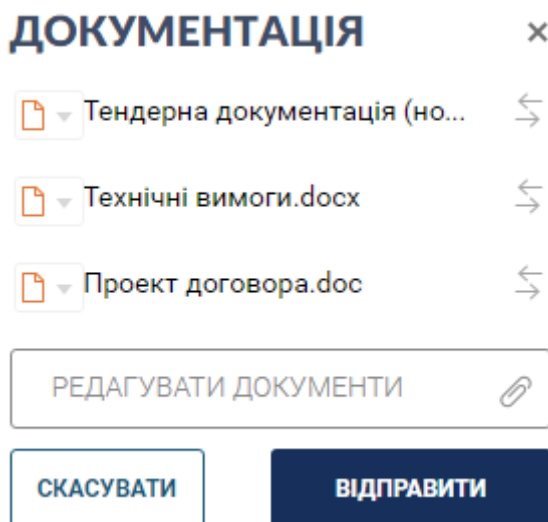 ДОКУМЕНТАЦІЯ
Тендерна документація (но...
Технічні вимоги.docx
Проект договора.doc
РЕДАГУВАТИ ДОКУМЕНТИ
СКАСУВАТИ
ВІДПРАВИТИ